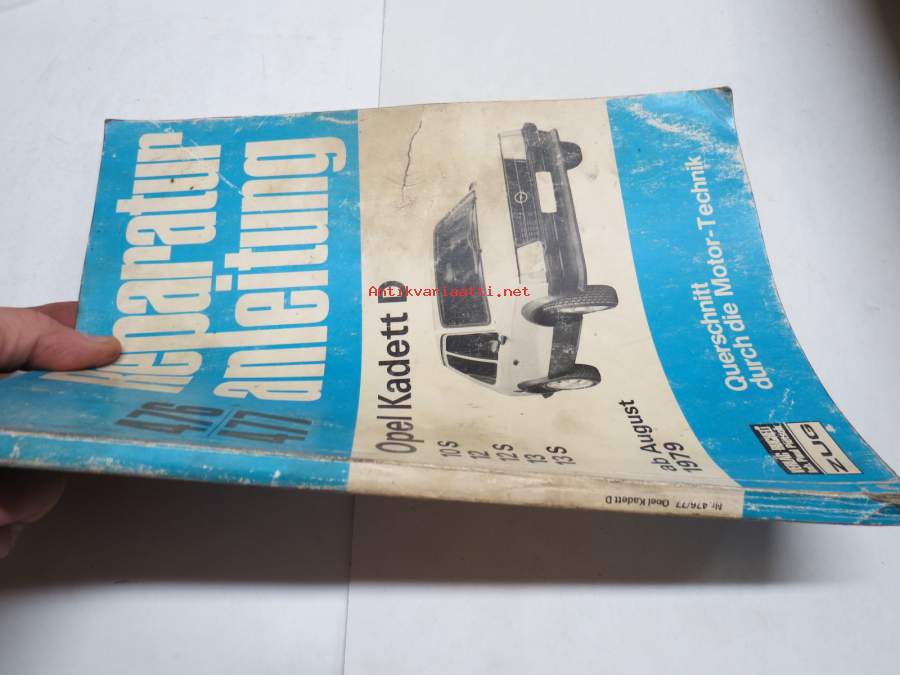 Reparatur
anleitung
476
477
Opel Kadett D
10 S
12
12 S
13
13 S
ab August
1979
Querschnitt
durch die Motor-Technik
ZUG
Nr. 476/77 Opel Kadett D
Antikvariaatti.net